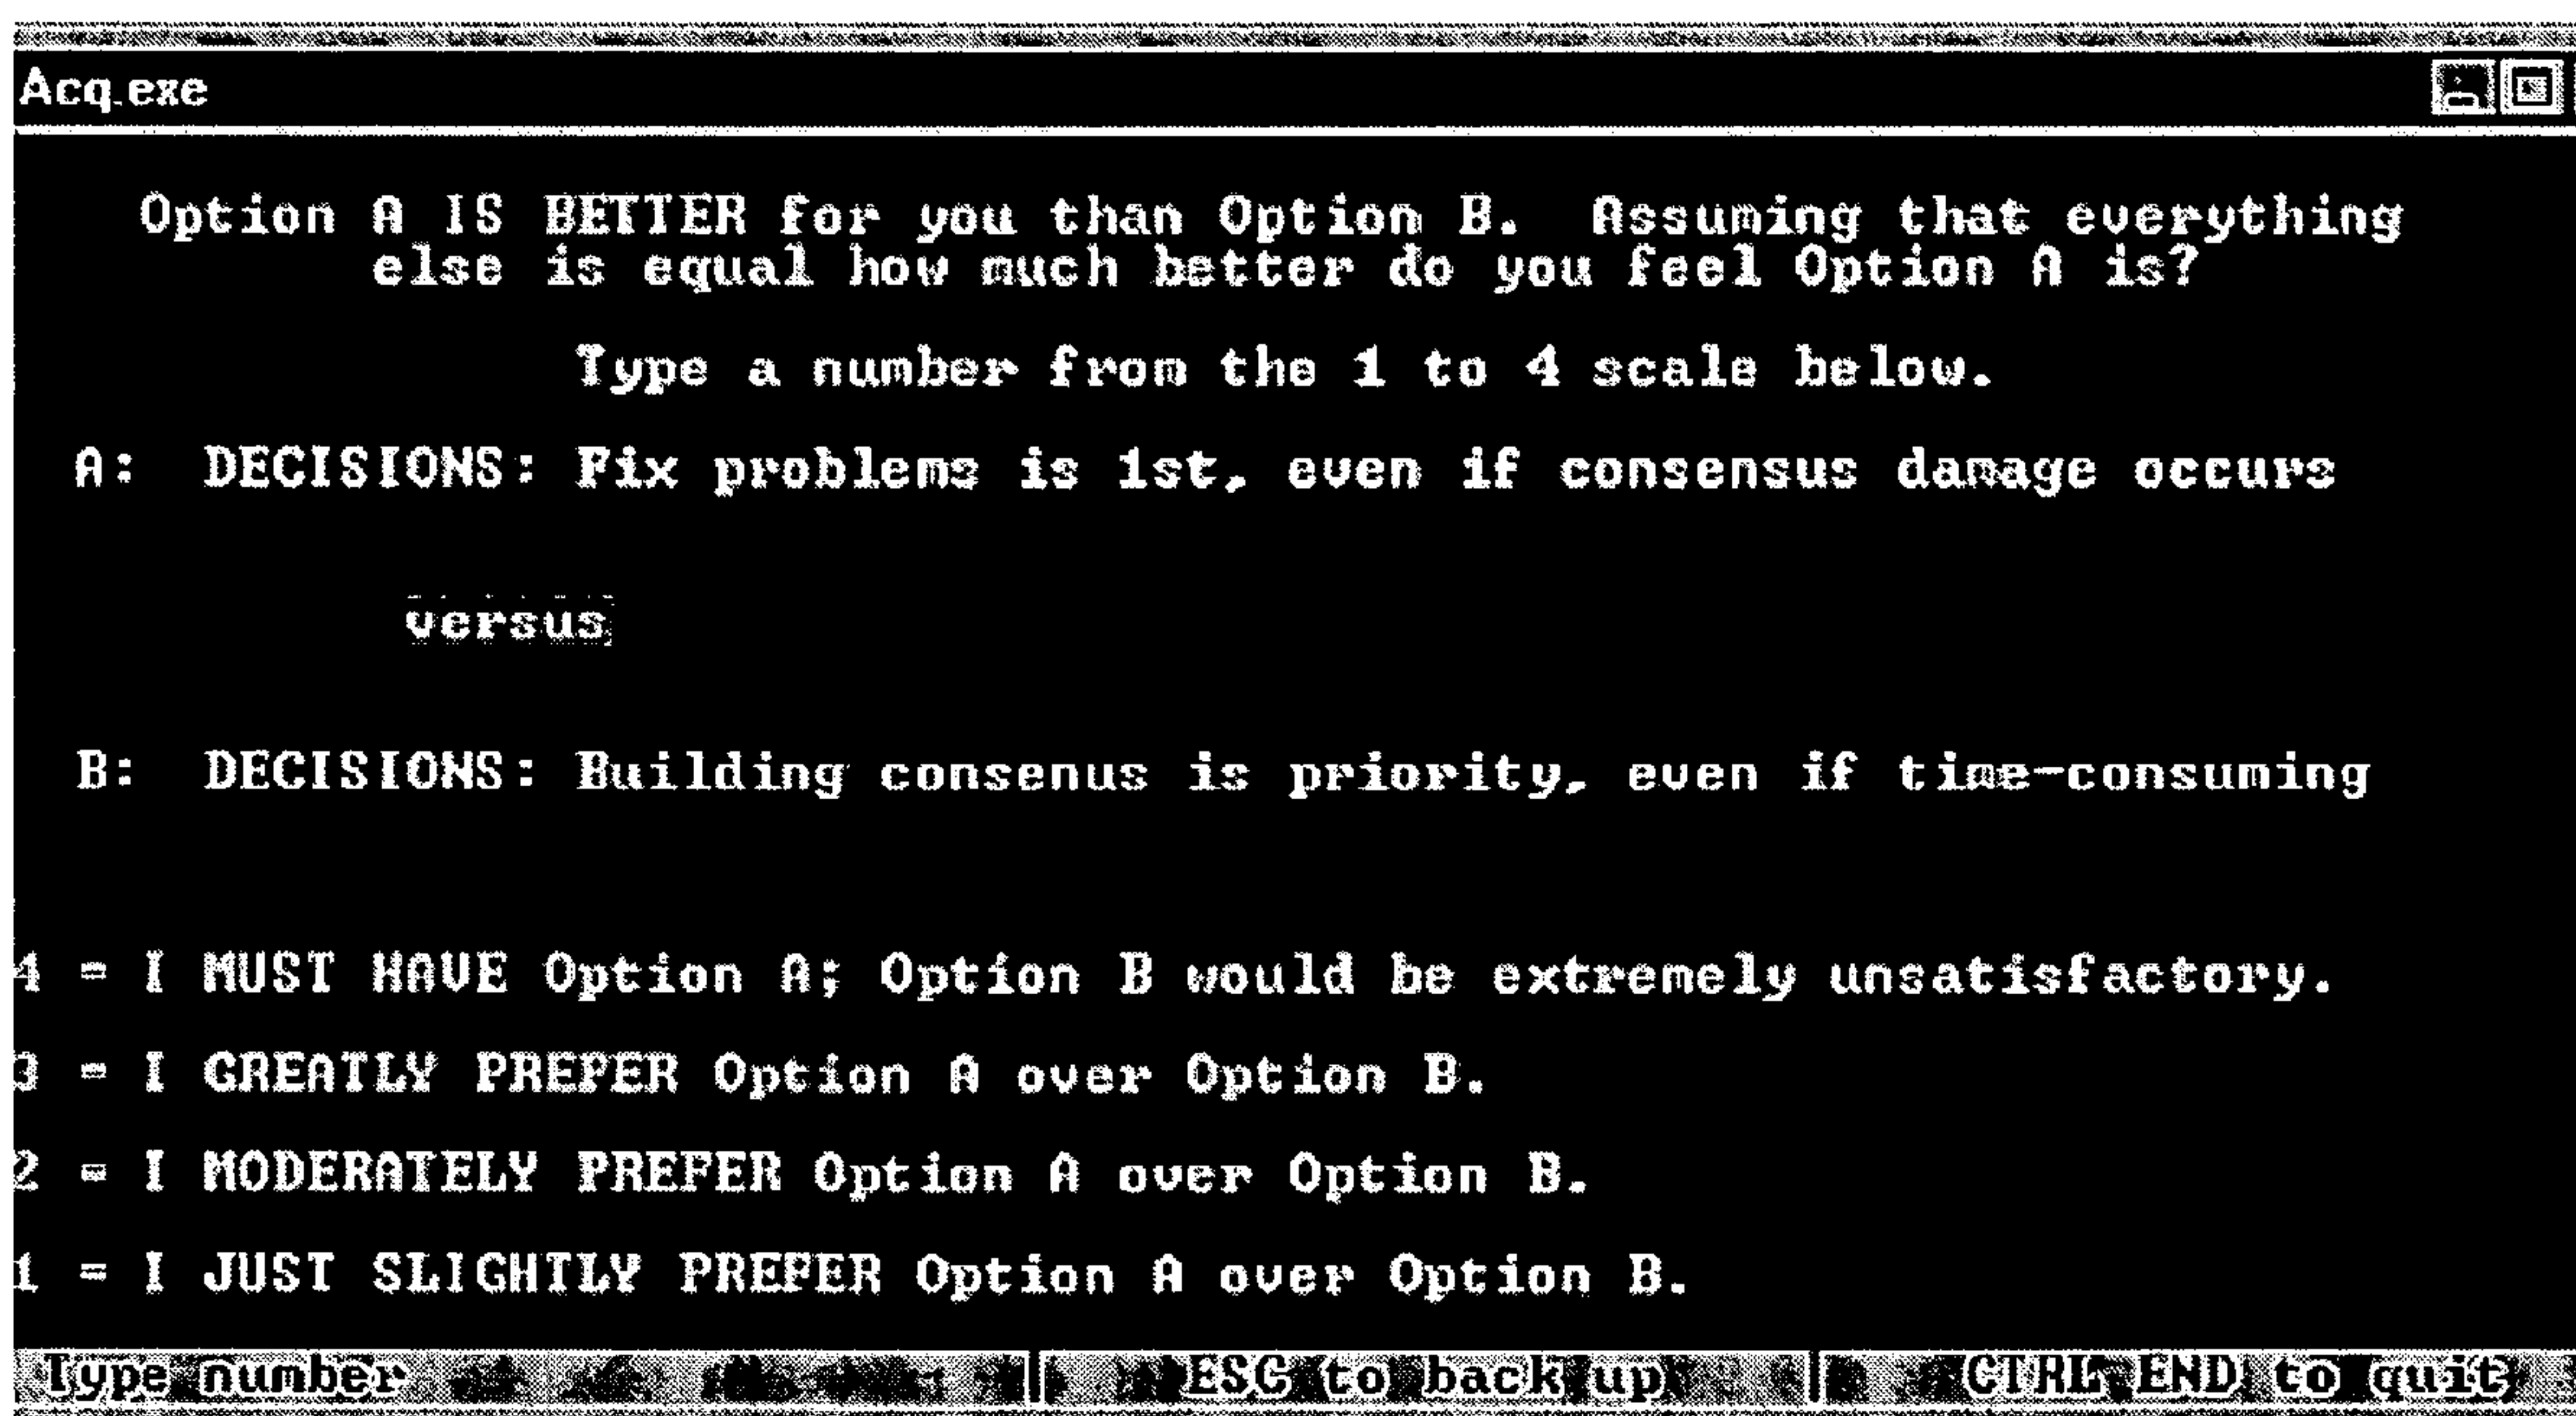 Acq.exe
Option A IS BETTER for you than Option B. Assuming that everything
else is equal how much better do you feel Option A is?
Type a number from the 1 to 4 scale below.
A: DECISIONS: Fix problems is 1st, even if consensus damage occurs
versus
B: DECISIONS: Building consenus is priority, even if time-consuming
4 = I MUST HAVE Option A; Option B would be extremely unsatisfactory.
3 = I GREATLY PREFER Option A over Option B.
2 = I MODERATELY PREFER Option A over Option B.
1 = I JUST SLIGHTLY PREFER Option A over Option B.
Type number ESC to back up CTRL END to quit